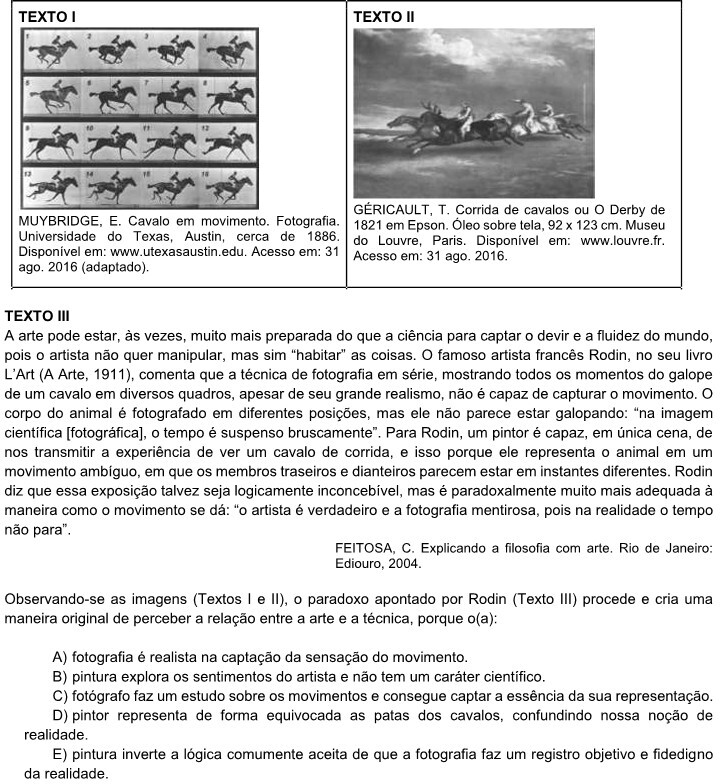 TEXTO I
1 2 3 4
5 6 7 8
9 10 11 12
13 14 15 16
MUYBRIDGE, E. Cavalo em movimento. Fotografia.
Universidade do Texas, Austin, cerca de 1886.
Disponível em: www.utexasaustin.edu. Acesso em: 31
ago. 2016 (adaptado).
TEXTO II
GÉRICAULT, T. Corrida de cavalos ou O Derby de
1821 em Epson. Óleo sobre tela, 92 x 123 cm. Museu
do Louvre, Paris. Disponível em: www.louvre.fr.
Acesso em: 31 ago. 2016.
TEXTO III
A arte pode estar, às vezes, muito mais preparada do que a ciência para captar o devir e a fluidez do mundo,
pois o artista não quer manipular, mas sim “habitar” as coisas. O famoso artista francês Rodin, no seu livro
L’Art (A Arte, 1911), comenta que a técnica de fotografia em série, mostrando todos os momentos do galope
de um cavalo em diversos quadros, apesar de seu grande realismo, não é capaz de capturar o movimento. O
corpo do animal é fotografado em diferentes posições, mas ele não parece estar galopando: “na imagem
científica [fotográfica], o tempo é suspenso bruscamente”. Para Rodin, um pintor é capaz, em única cena, de
nos transmitir a experiência de ver um cavalo de corrida, e isso porque ele representa o animal em um
movimento ambíguo, em que os membros traseiros e dianteiros parecem estar em instantes diferentes. Rodin
diz que essa exposição talvez seja logicamente inconcebível, mas é paradoxalmente muito mais adequada à
maneira como o movimento se dá: “o artista é verdadeiro e a fotografia mentirosa, pois na realidade o tempo
não para”.
FEITOSA, C. Explicando a filosofia com arte. Rio de Janeiro:
Ediouro, 2004.
Observando-se as imagens (Textos I e II), o paradoxo apontado por Rodin (Texto III) procede e cria uma
maneira original de perceber a relação entre a arte e a técnica, porque o(a):
A) fotografia é realista na captação da sensação do movimento.
B) pintura explora os sentimentos do artista e não tem um caráter científico.
C) fotógrafo faz um estudo sobre os movimentos e consegue captar a essência da sua representação.
D) pintor representa de forma equivocada as patas dos cavalos, confundindo nossa noção de
realidade.
E) pintura inverte a lógica comumente aceita de que a fotografia faz um registro objetivo e fidedigno
da realidade.